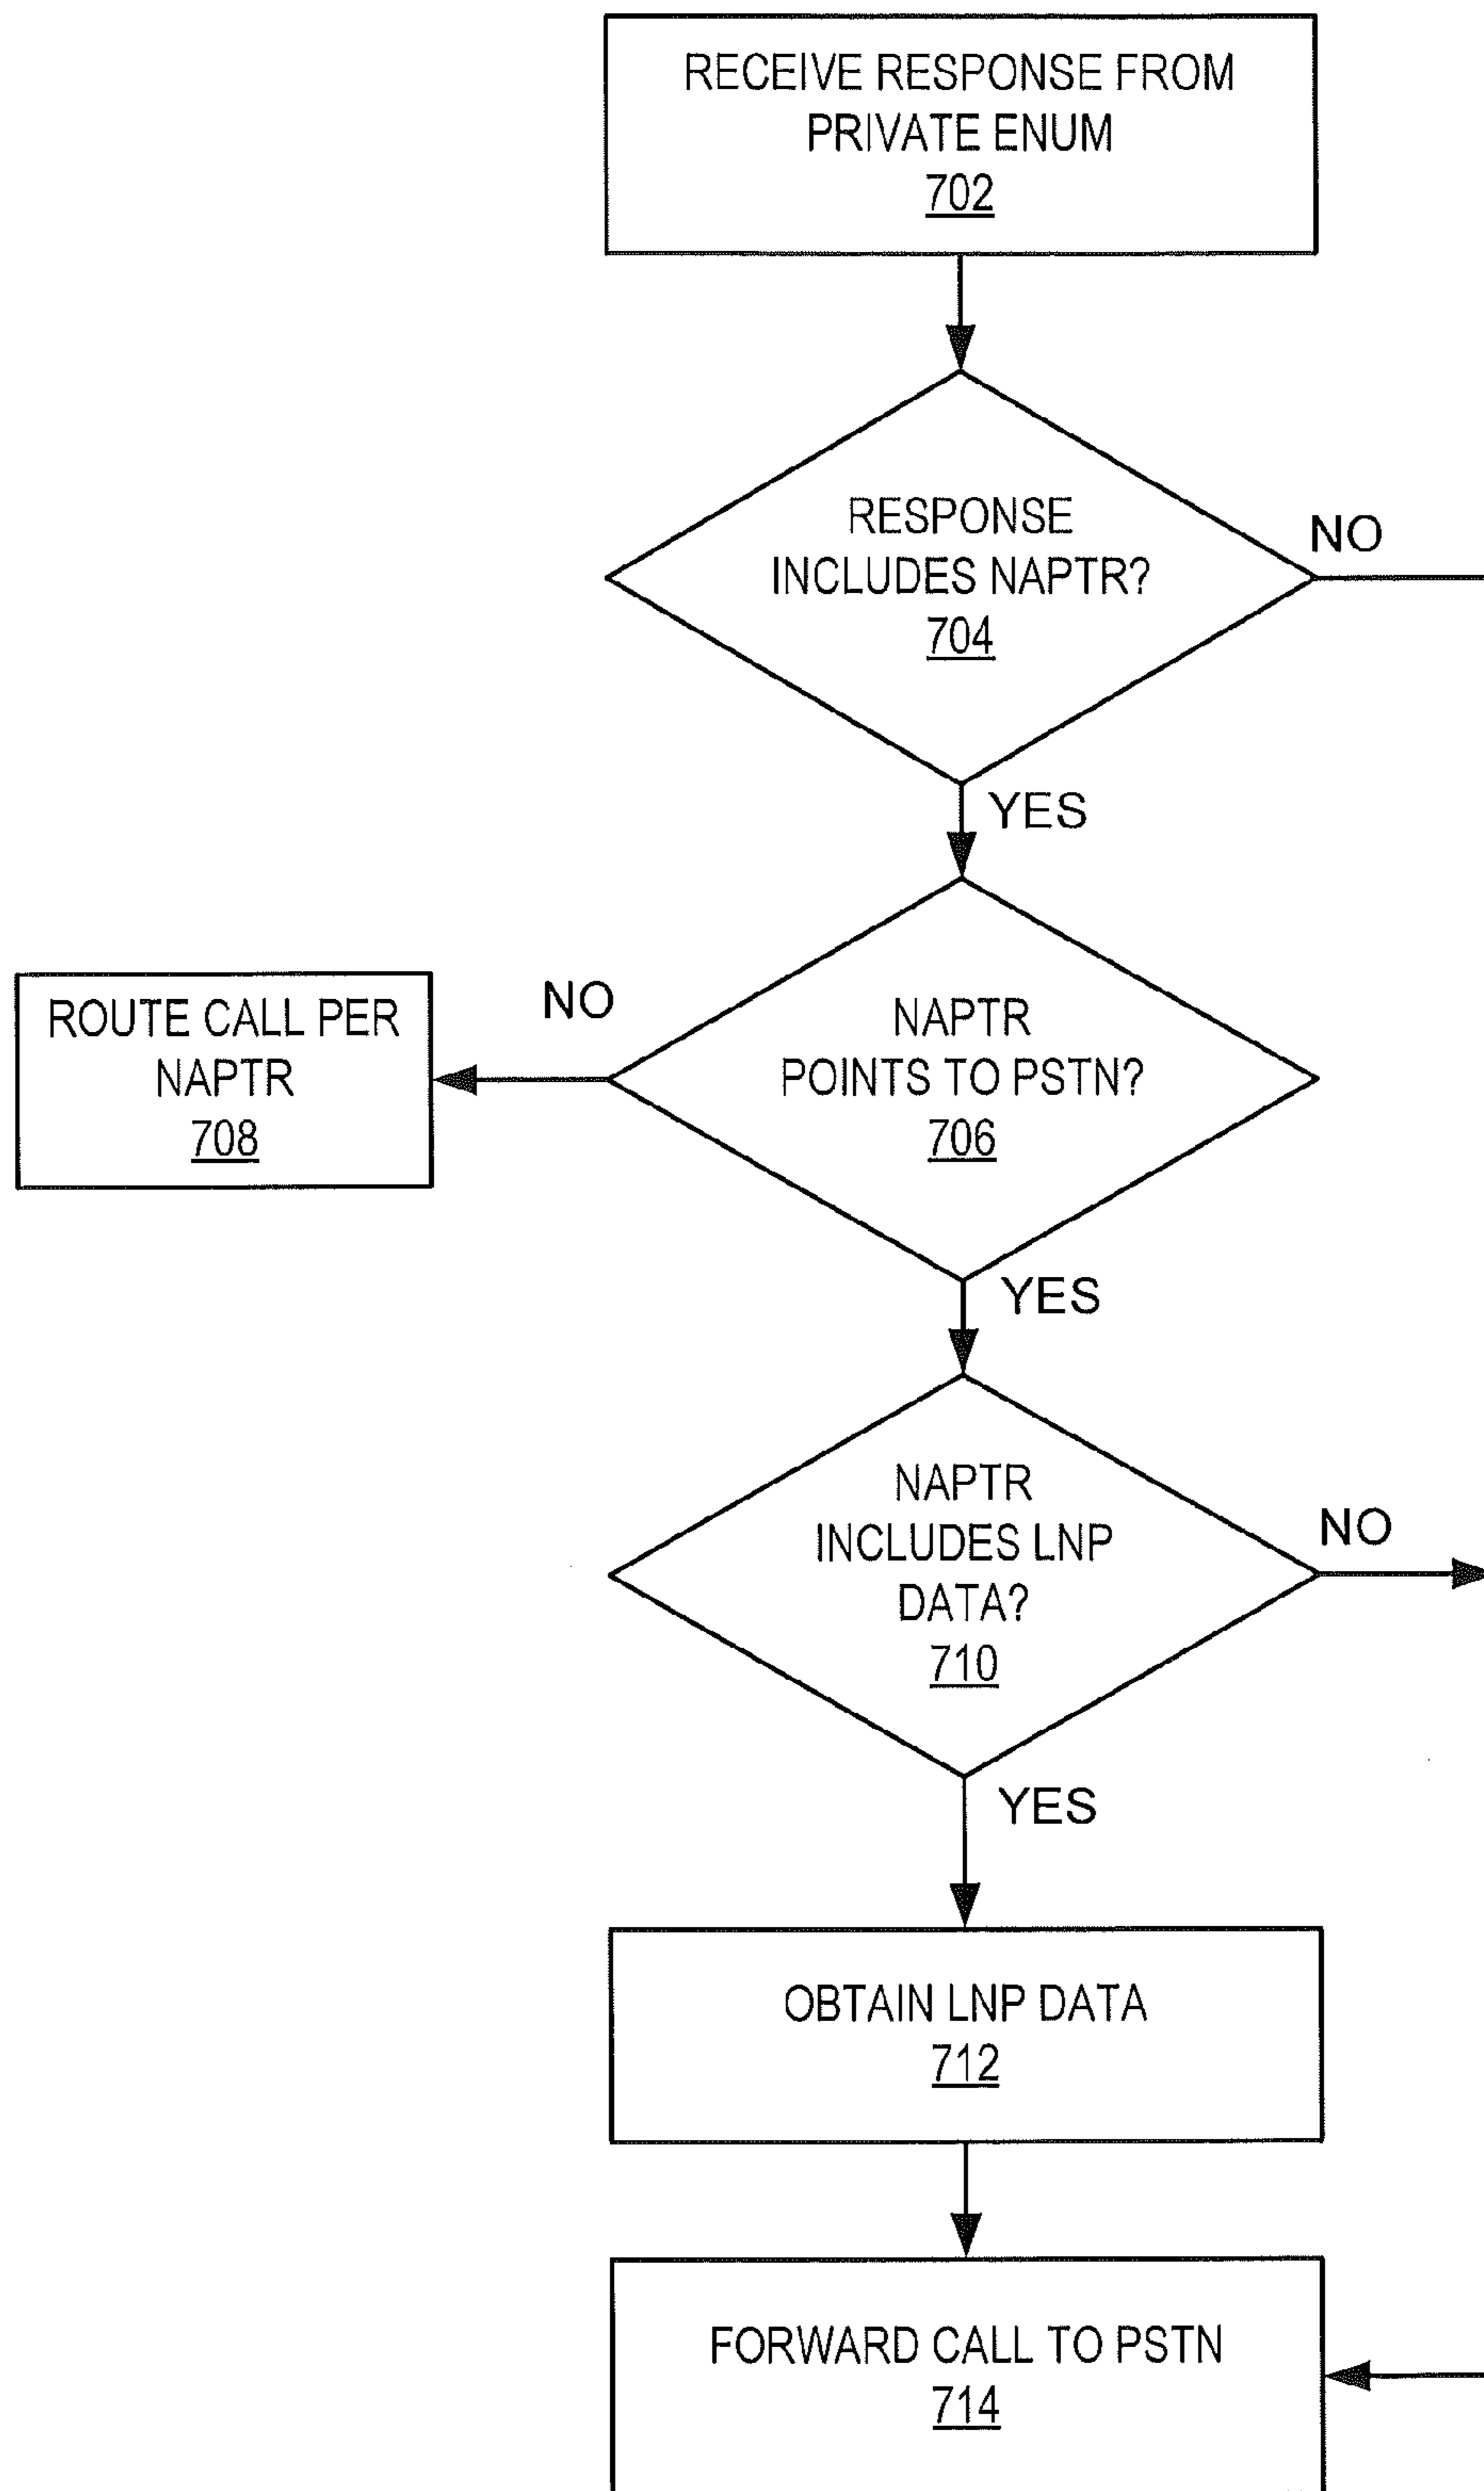 RECEIVE RESPONSE FROM
PRIVATE ENUM
702
RESPONSE
INCLUDES NAPTR?
704
NO
YES
ROUTE CALL PER
NAPTR
708
NO
NAPTR
POINTS TO PSTN?
706
YES
NAPTR
INCLUDES LNP
DATA?
710
NO
YES
OBTAIN LNP DATA
712
FORWARD CALL TO PSTN
714